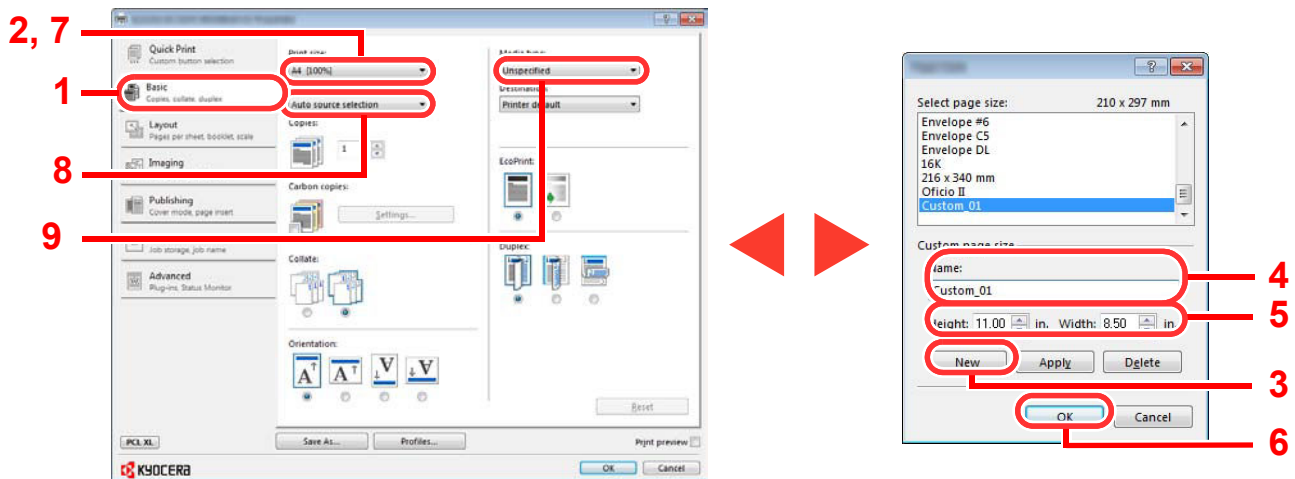 2, 7
1
8
9
Quick Print
Custom button selection
Basic
Copies, collate, duplex
Layout
Pages per sheet, booklet, scale
Imaging
Publishing
Cover mode, page insert
Job storage, job name
Advanced
Plug-ins, Status Monitor
Print size:
A4 [100%]
Auto source selection
Copies:
1
Carbon copies:
Settings...
Collate:
Orientation:
Media type:
Unspecified
Destination:
Printer default
EcoPrint:
Duplex:
Reset
PCL XL
Save As...
Profiles...
Print preview
KYOCERA
OK
Cancel
Select page size:
210 x 297 mm
Envelope #6
Envelope C5
Envelope DL
16K
216 x 340 mm
Oficio II
Custom_01
Custom page size
Name:
Custom_01
Height: 11.00 in. Width: 8.50 in.
New
Apply
Delete
OK
Cancel
4
5
3
6